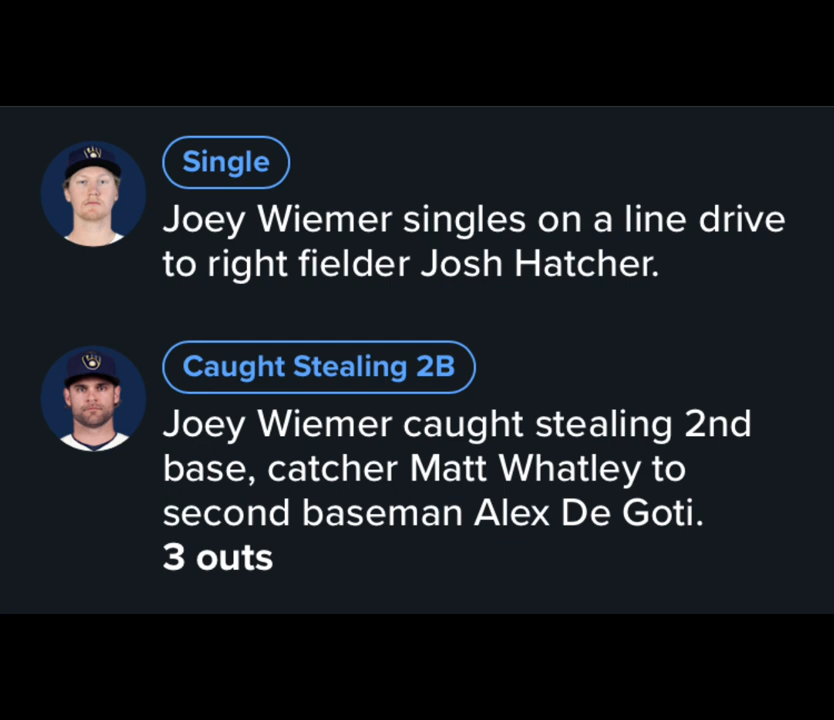 Single
Joey Wiemer singles on a line drive
to right fielder Josh Hatcher.
Caught Stealing 2B
Joey Wiemer caught stealing 2nd
base, catcher Matt Whatley to
second baseman Alex De Goti.
3 outs